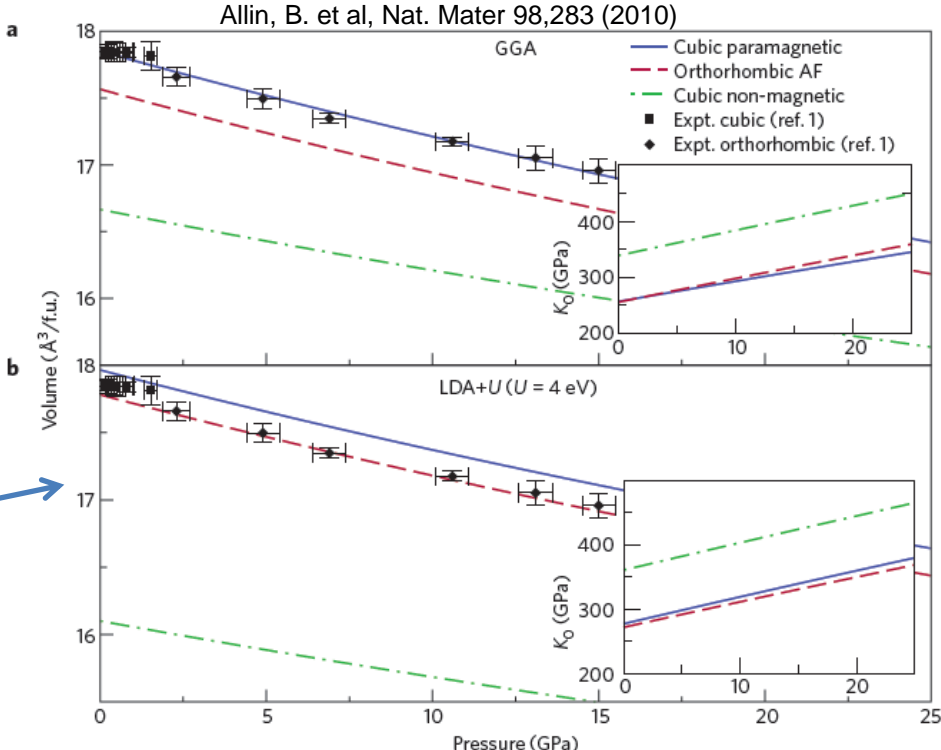 Allin, B. et al, Nat. Mater 98,283 (2010)
a
18
17
16
GGA
Cubic paramagnetic
Orthorhombic AF
Cubic non-magnetic
Expt. cubic (ref. 1)
Expt. orthorhombic (ref. 1)
400
300
200
K₀ (GPa)
0 10 20
Volume (Å³/f.u.)
b
18
17
16
LDA+U (U = 4 eV)
400
300
200
K₀ (GPa)
0 10 20
0 5 10 15 20 25
Pressure (GPa)